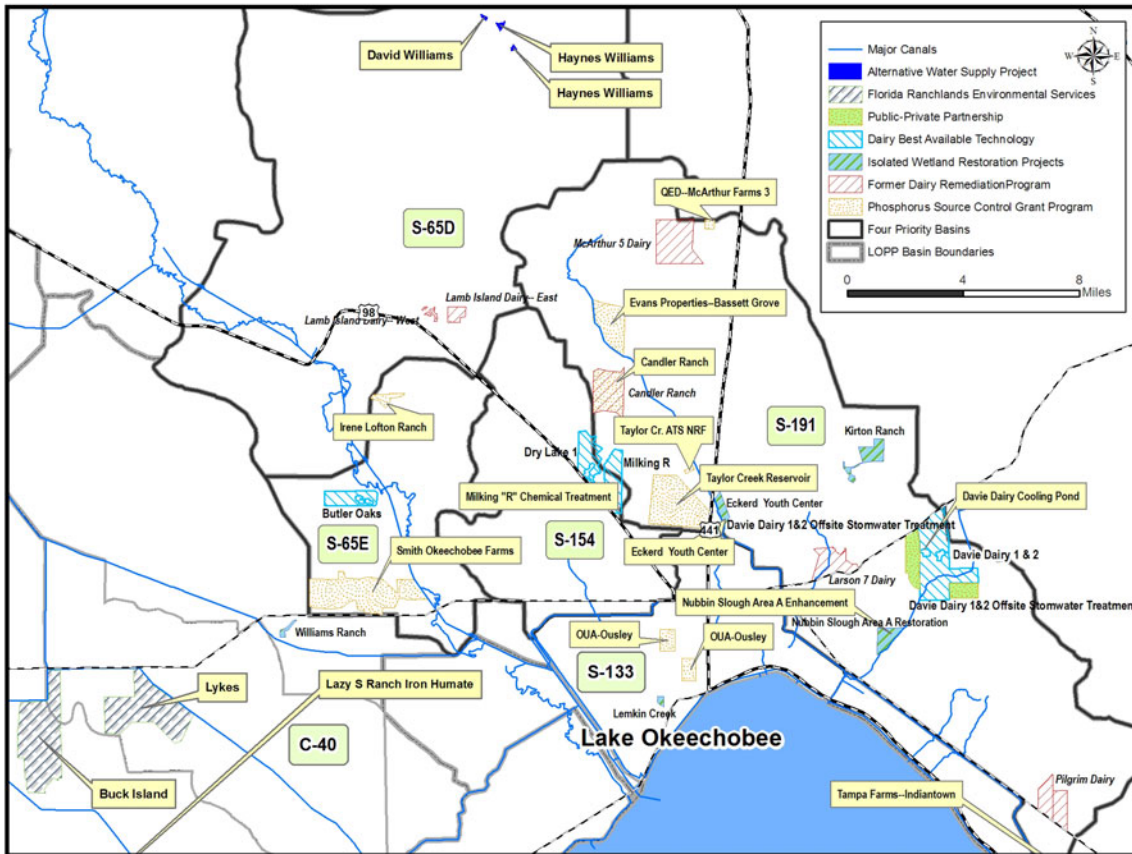 David Williams
Haynes Williams
Haynes Williams
N
W
E
S
Major Canals
Alternative Water Supply Project
Florida Ranchlands Environmental Services
Public-Private Partnership
Dairy Best Available Technology
Isolated Wetland Restoration Projects
Former Dairy RemediationProgram
Phosphorus Source Control Grant Program
Four Priority Basins
LOPP Basin Boundaries
0 4 8
Miles
QED--McArthur Farms 3
S-65D
McArthur 5 Dairy
Lamb Island Dairy-- East
Evans Properties--Bassett Grove
98
Lamb Island Dairy--West
Candler Ranch
Candler Ranch
Irene Lofton Ranch
Taylor Cr. ATS NRF
S-191
Kirton Ranch
Dry Lake 1
Milking R
Taylor Creek Reservoir
Milking "R" Chemical Treatment
Davie Dairy Cooling Pond
Butler Oaks
Eckerd Youth Center
441
Davie Dairy 1&2 Offsite Stormwater Treatment
S-65E
S-154
Eckerd Youth Center
Davie Dairy 1 & 2
Smith Okeechobee Farms
Larson 7 Dairy
Nubbin Slough Area A Enhancement
Davie Dairy 1&2 Offsite Stormwater Treatment
Nubbin Slough Area A Restoration
Williams Ranch
OUA-Ousley
OUA-Ousley
S-133
Lykes
Lazy S Ranch Iron Humate
Lemkin Creek
C-40
Lake Okeechobee
Buck Island
Pilgrim Dairy
Tampa Farms--Indiantown